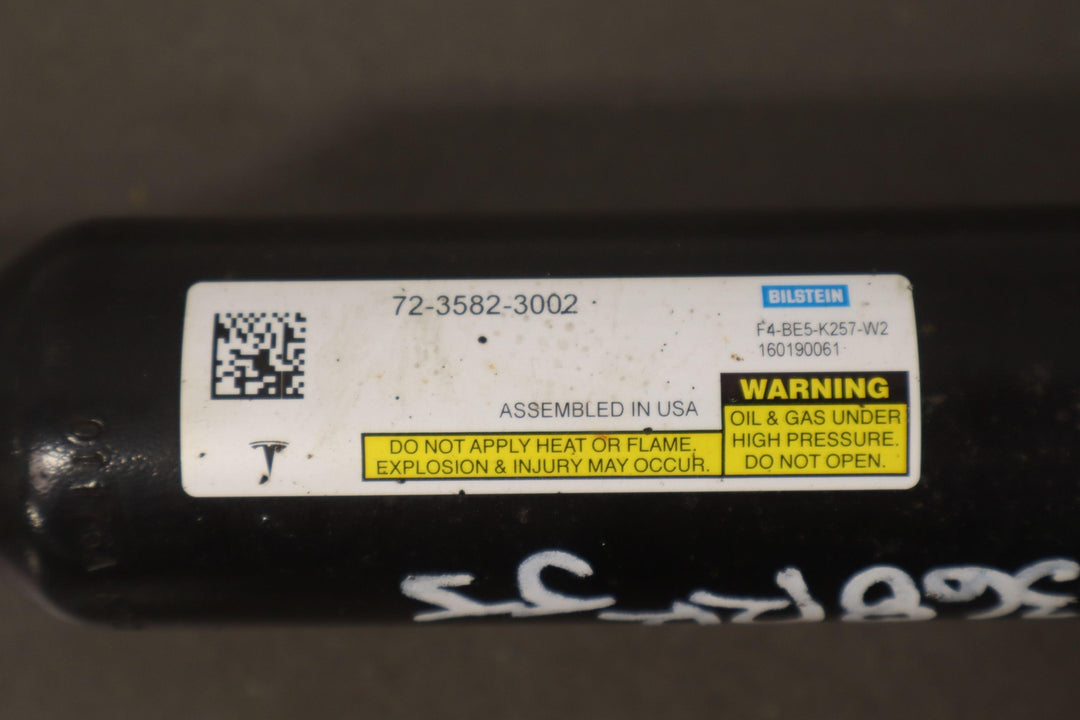 72-3582-3002
BILSTEIN
F4-BE5-K257-W2
160190061
ASSEMBLED IN USA
DO NOT APPLY HEAT OR FLAME.
EXPLOSION & INJURY MAY OCCUR.
WARNING
OIL & GAS UNDER
HIGH PRESSURE.
DO NOT OPEN.